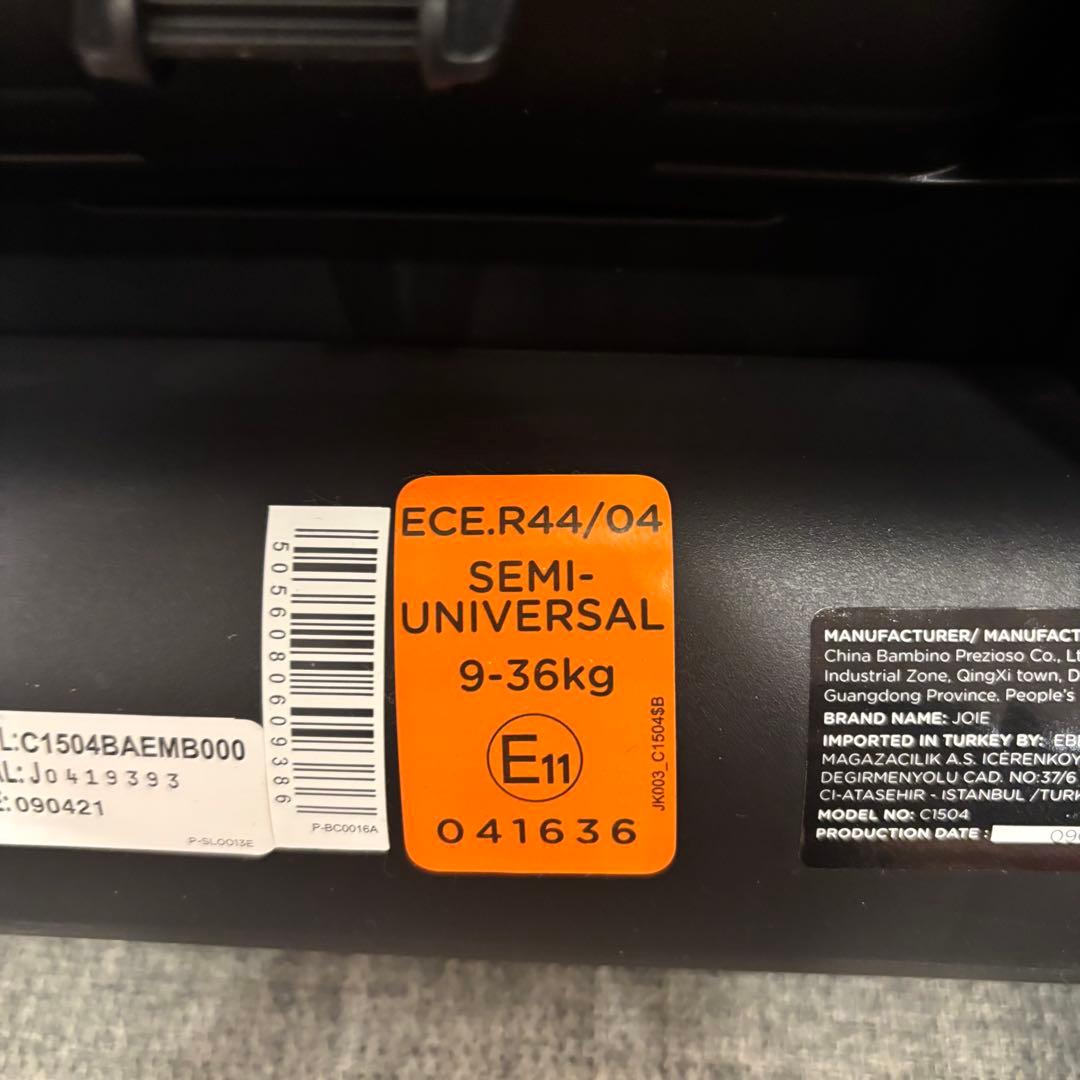 L:C1504BAEMB000
L:J0419393
:090421
P-SL0013E
5056080609386
P-BC0016A
ECE.R44/04
SEMI-
UNIVERSAL
9-36kg
E11
041636
JK003_C1504$B
MANUFACTURER/ MANUFACT
China Bambino Prezioso Co., Lt
Industrial Zone, QingXi town, D
Guangdong Province, People's
BRAND NAME: JOIE
IMPORTED IN TURKEY BY: EB
MAGAZACILIK A.S. ICERENKOY
DEGIRMENYOLU CAD. NO:37/6
CI-ATASEHIR - ISTANBUL /TURK
MODEL NO: C1504
PRODUCTION DATE : 09